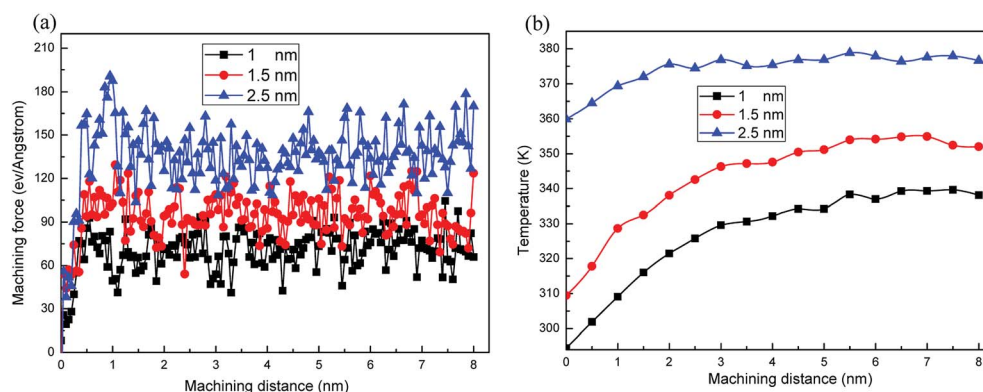 (a)
210
180
150
120
90
60
30
0
Machining force (ev/Angstrom)
1 nm
1.5 nm
2.5 nm
0 1 2 3 4 5 6 7 8
Machining distance (nm)
(b)
380
370
360
350
340
330
320
310
300
Temperature (K)
1 nm
1.5 nm
2.5 nm
0 1 2 3 4 5 6 7 8
Machining distance (nm)